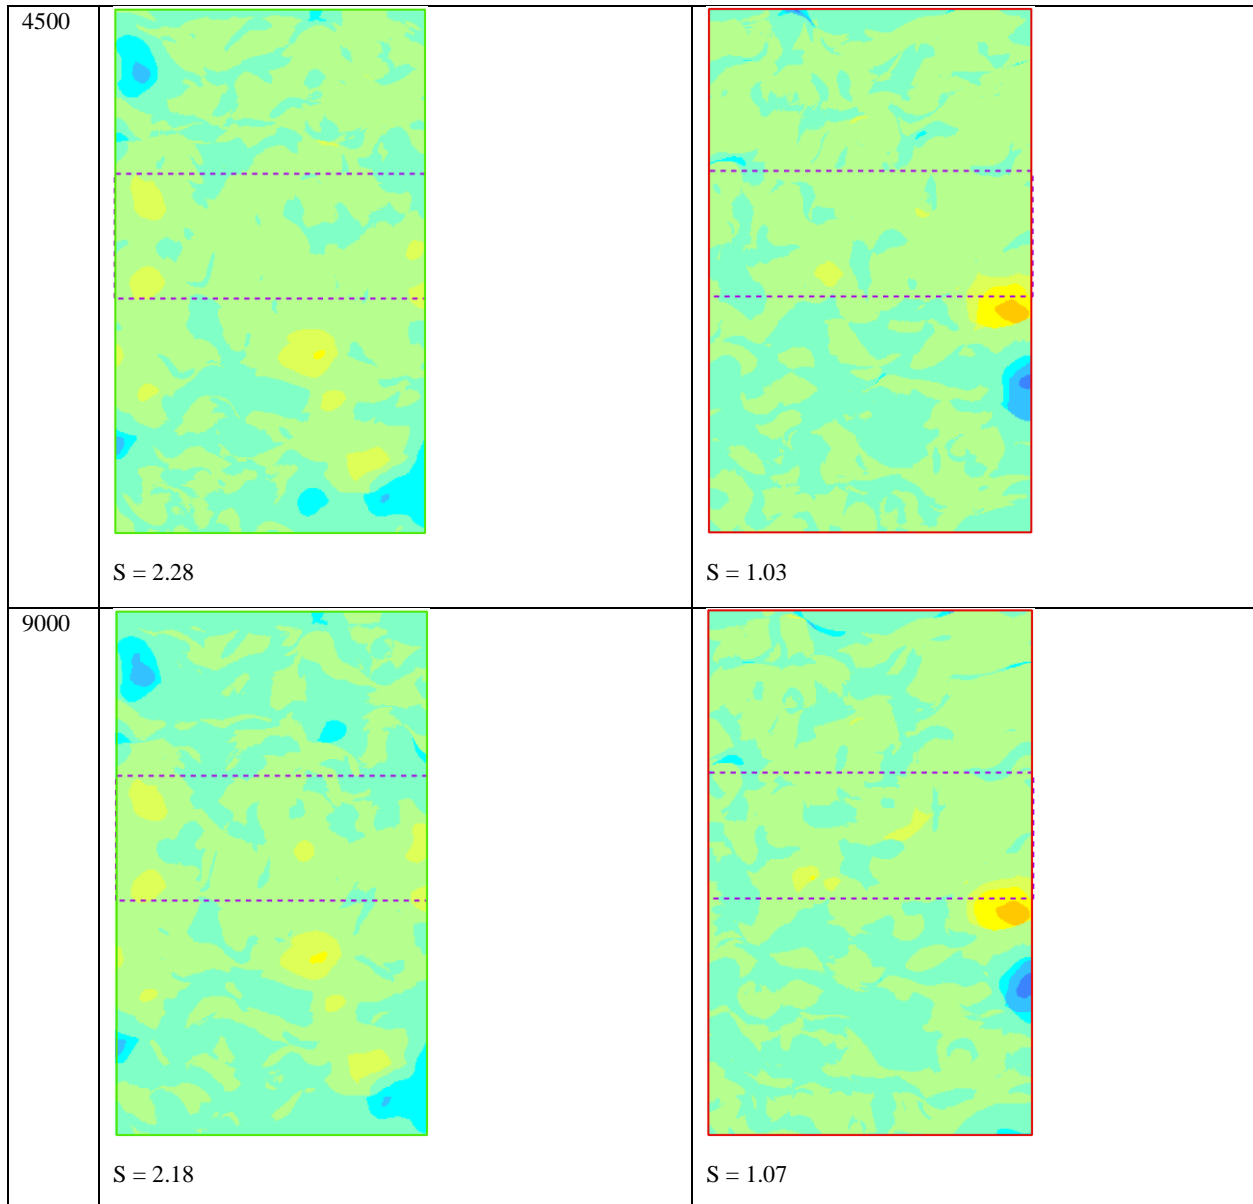 4500
S = 2.28
S = 1.03
9000
S = 2.18
S = 1.07